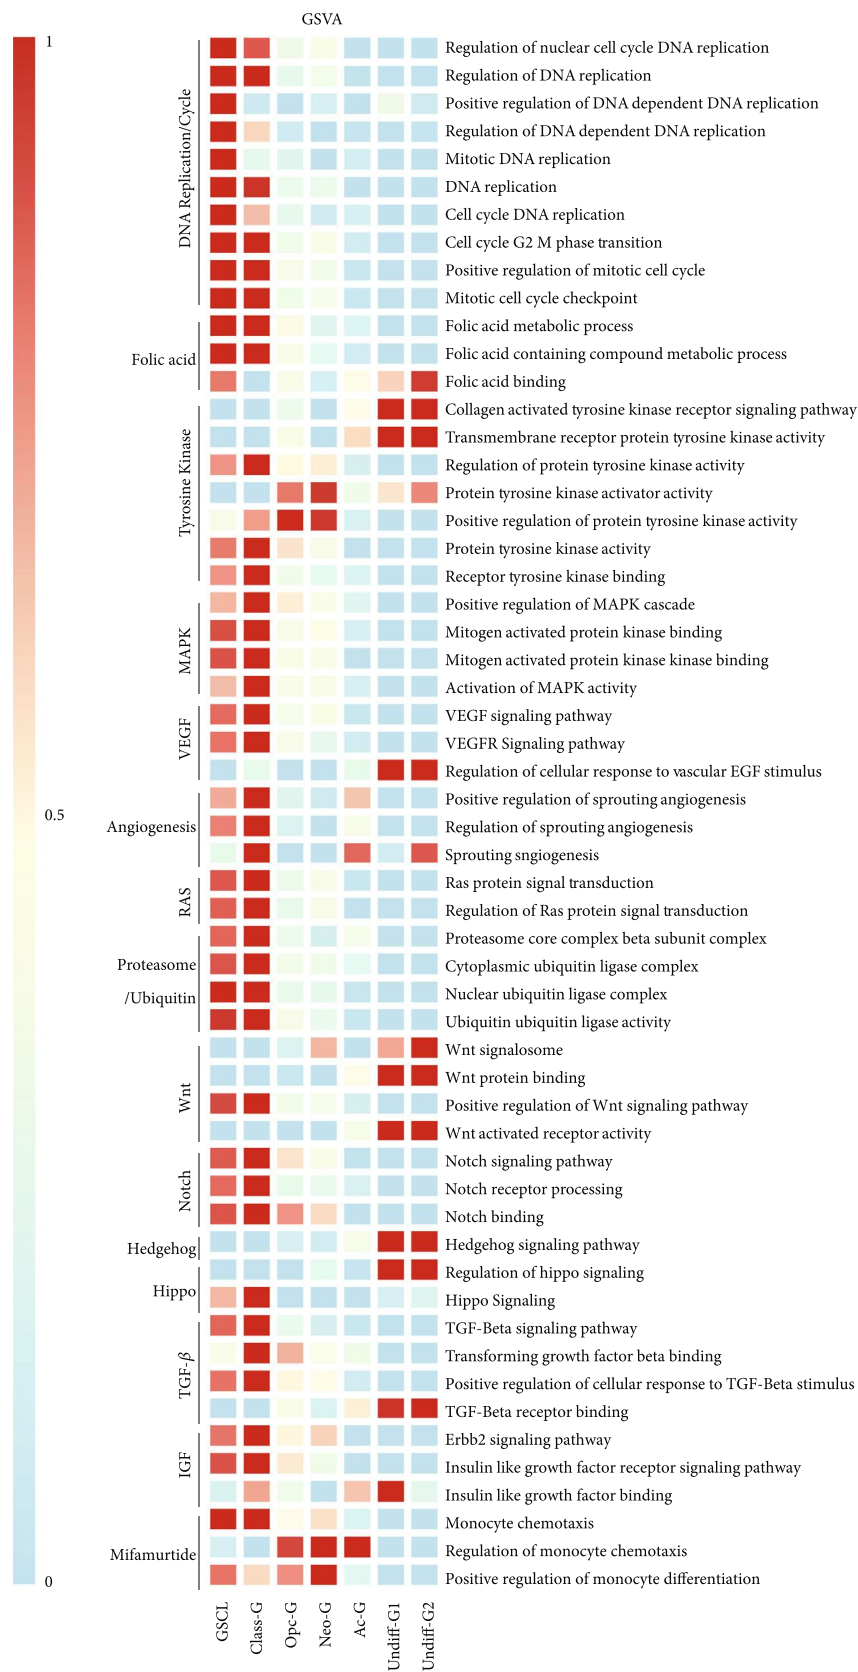 GSVA
1
0.5
0
DNA Replication/Cycle
Regulation of nuclear cell cycle DNA replication
Regulation of DNA replication
Positive regulation of DNA dependent DNA replication
Regulation of DNA dependent DNA replication
Mitotic DNA replication
DNA replication
Cell cycle DNA replication
Cell cycle G2 M phase transition
Positive regulation of mitotic cell cycle
Mitotic cell cycle checkpoint
Folic acid
Folic acid metabolic process
Folic acid containing compound metabolic process
Folic acid binding
Tyrosine Kinase
Collagen activated tyrosine kinase receptor signaling pathway
Transmembrane receptor protein tyrosine kinase activity
Regulation of protein tyrosine kinase activity
Protein tyrosine kinase activator activity
Positive regulation of protein tyrosine kinase activity
Protein tyrosine kinase activity
Receptor tyrosine kinase binding
MAPK
Positive regulation of MAPK cascade
Mitogen activated protein kinase binding
Mitogen activated protein kinase kinase binding
Activation of MAPK activity
VEGF
VEGF signaling pathway
VEGFR Signaling pathway
Regulation of cellular response to vascular EGF stimulus
Angiogenesis
Positive regulation of sprouting angiogenesis
Regulation of sprouting angiogenesis
Sprouting sngiogenesis
RAS
Ras protein signal transduction
Regulation of Ras protein signal transduction
Proteasome
/Ubiquitin
Proteasome core complex beta subunit complex
Cytoplasmic ubiquitin ligase complex
Nuclear ubiquitin ligase complex
Ubiquitin ubiquitin ligase activity
Wnt
Wnt signalosome
Wnt protein binding
Positive regulation of Wnt signaling pathway
Wnt activated receptor activity
Notch
Notch signaling pathway
Notch receptor processing
Notch binding
Hedgehog
Hedgehog signaling pathway
Hippo
Regulation of hippo signaling
Hippo Signaling
TGF-β
TGF-Beta signaling pathway
Transforming growth factor beta binding
Positive regulation of cellular response to TGF-Beta stimulus
TGF-Beta receptor binding
IGF
Erbb2 signaling pathway
Insulin like growth factor receptor signaling pathway
Insulin like growth factor binding
Mifamurtide
Monocyte chemotaxis
Regulation of monocyte chemotaxis
Positive regulation of monocyte differentiation
GSCL
Class-G
Opc-G
Neo-G
Ac-G
Undiff-G1
Undiff-G2